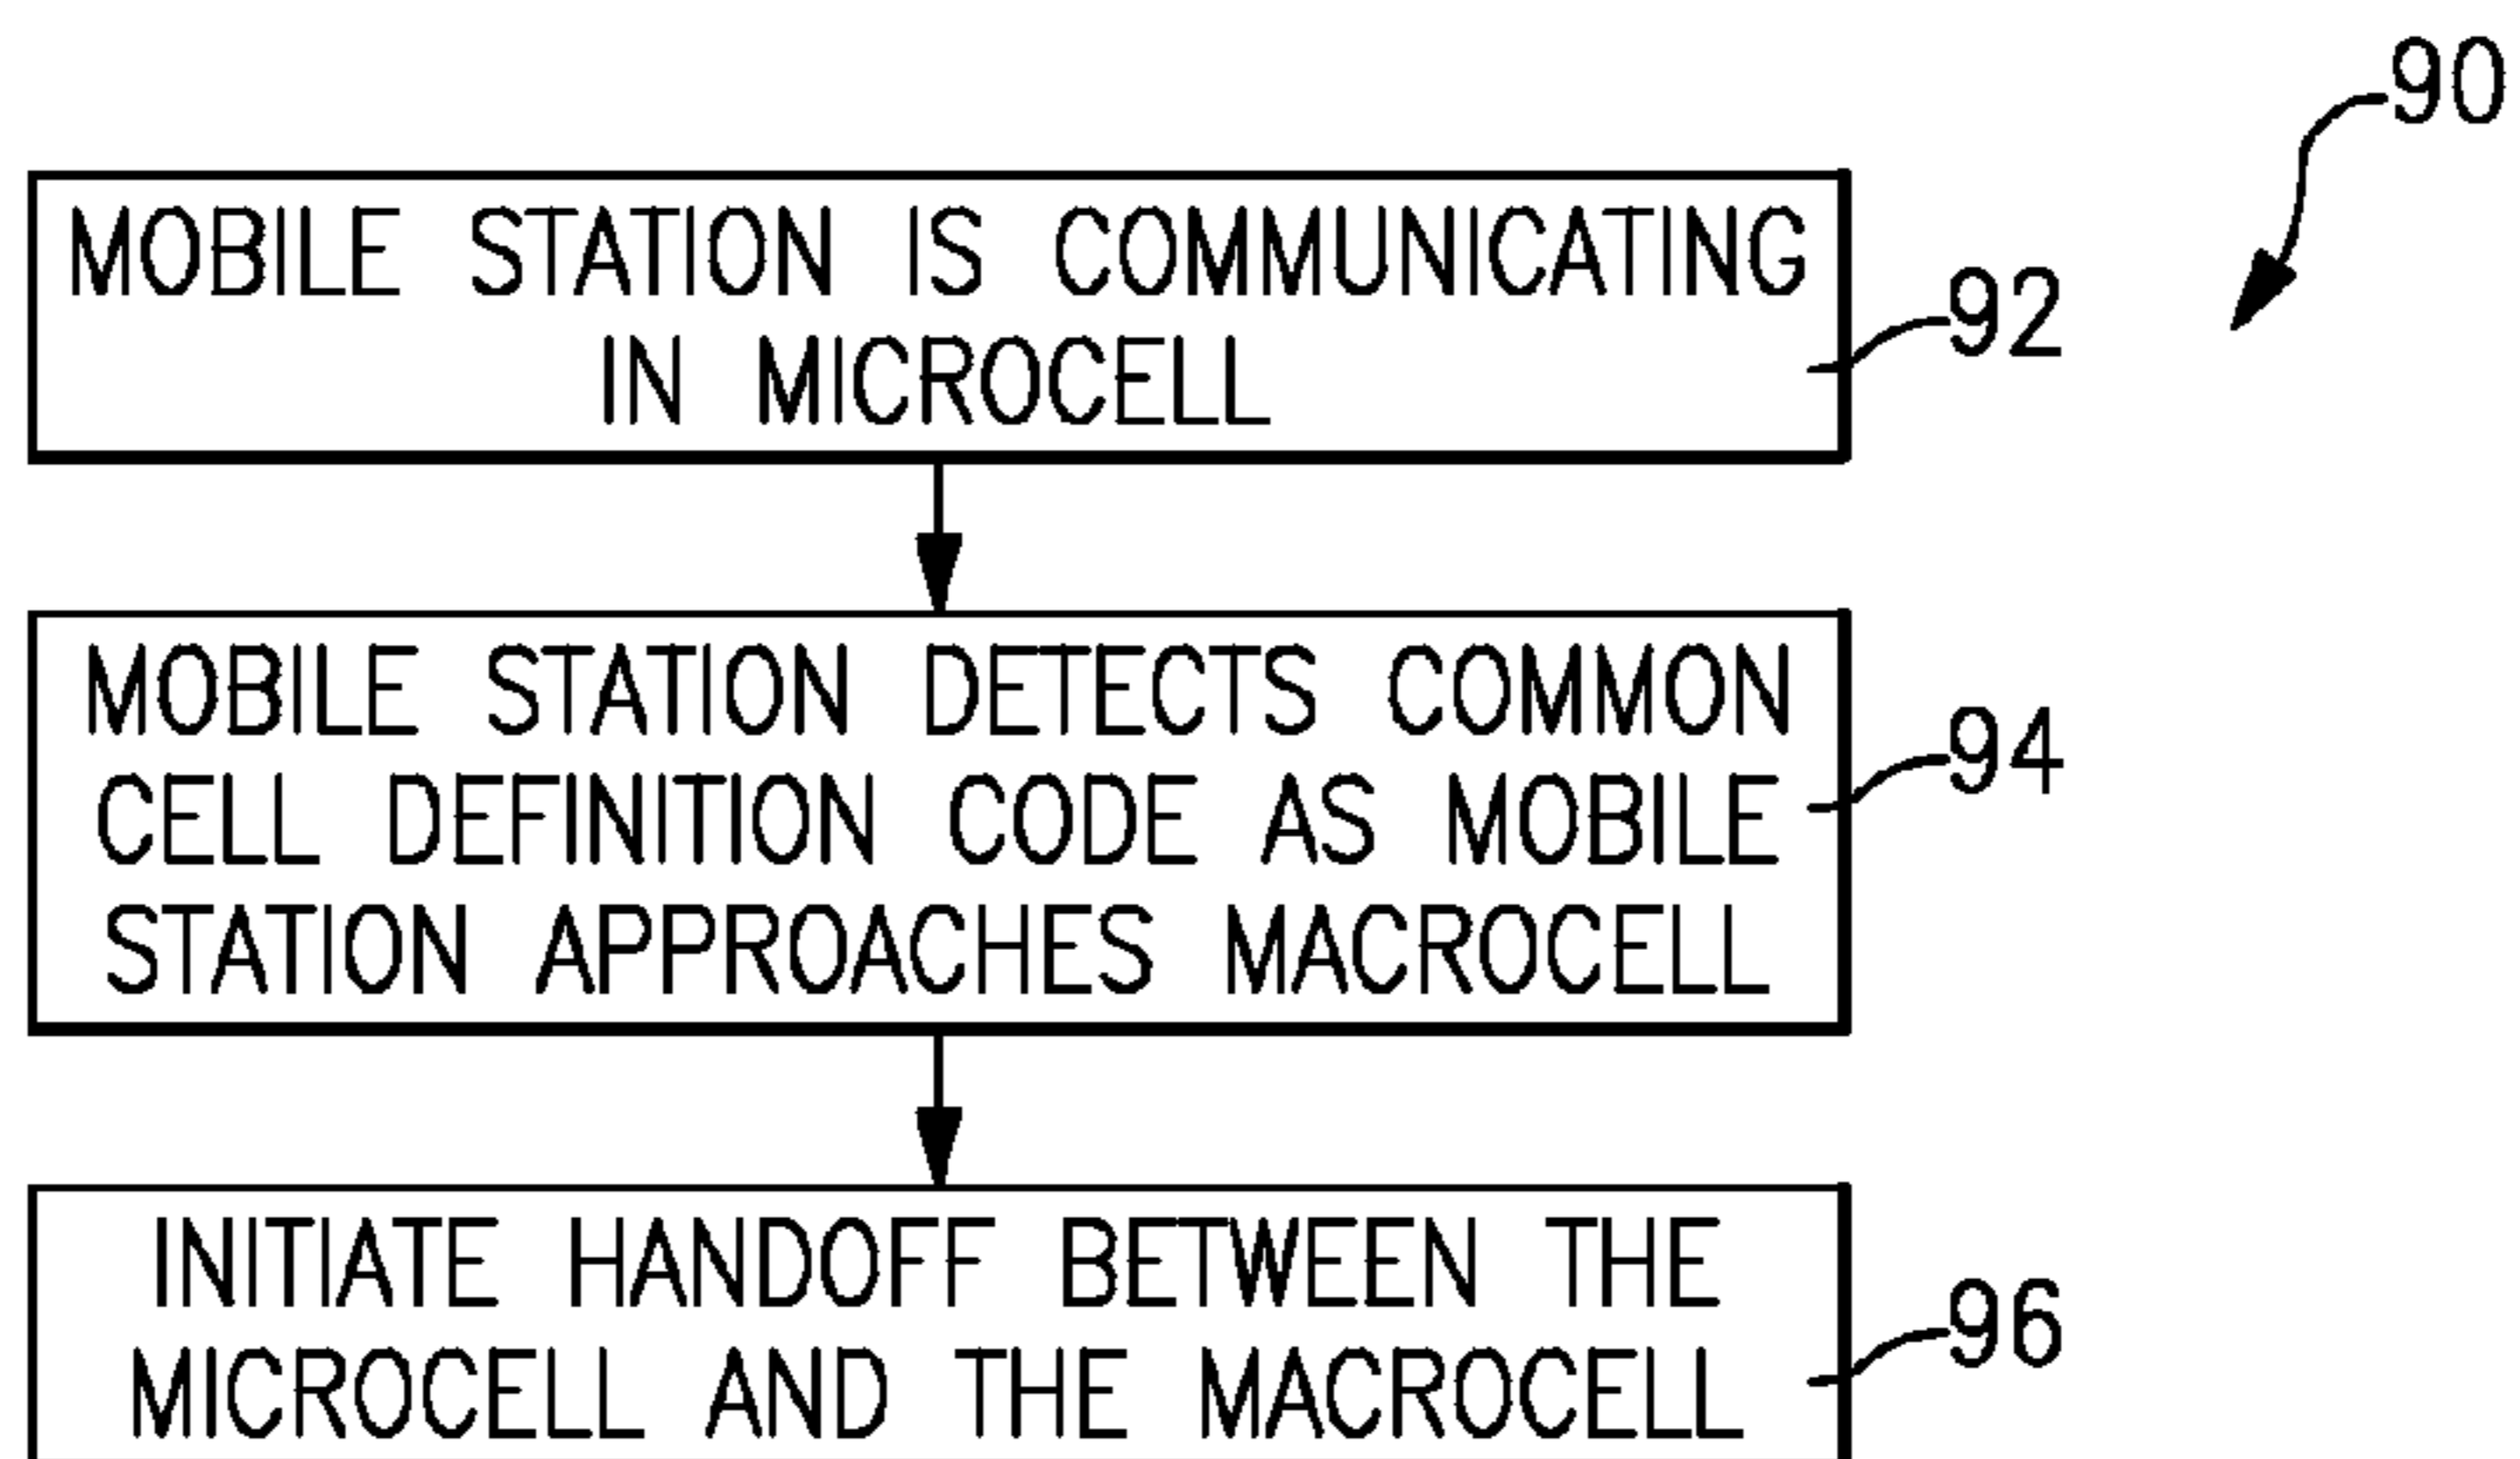 90
MOBILE STATION IS COMMUNICATING
IN MICROCELL
92
MOBILE STATION DETECTS COMMON
CELL DEFINITION CODE AS MOBILE
STATION APPROACHES MACROCELL
94
INITIATE HANDOFF BETWEEN THE
MICROCELL AND THE MACROCELL
96